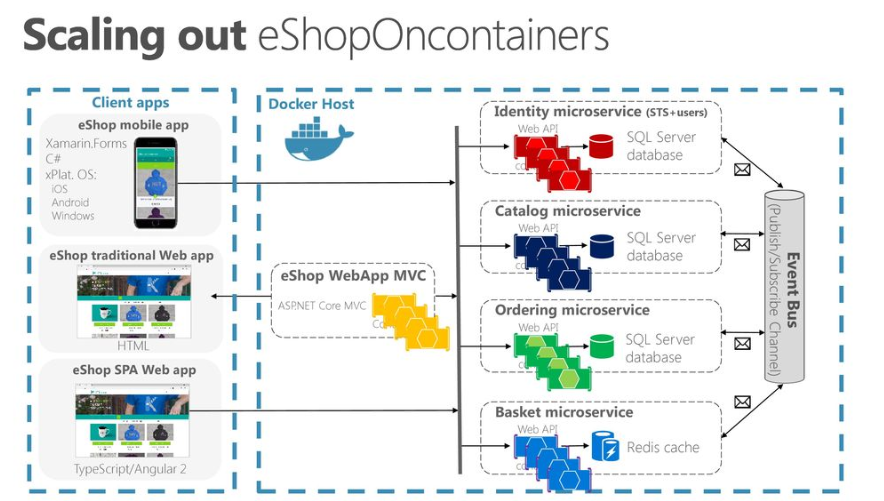 Scaling out eShopOncontainers
Client apps
eShop mobile app
Xamarin.Forms
C#
xPlat. OS:
iOS
Android
Windows
eShop traditional Web app
HTML
eShop SPA Web app
TypeScript/Angular 2
Docker Host
eShop WebApp MVC
ASP.NET Core MVC
Identity microservice (STS+users)
Web API
SQL Server
database
Catalog microservice
Web API
SQL Server
database
Ordering microservice
Web API
SQL Server
database
Basket microservice
Web API
Redis cache
Event Bus
(Publish/Subscribe Channel)